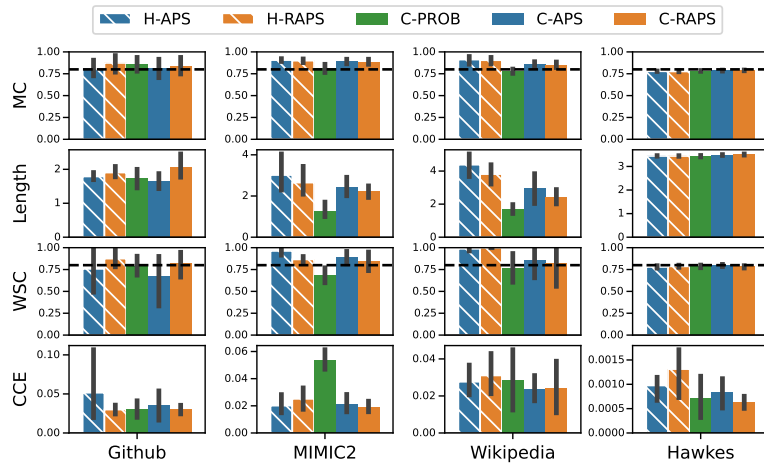 H-APS H-RAPS C-PROB C-APS C-RAPS
MC
1.00 1.00 1.00 1.00
0.75 0.75 0.75 0.75
0.50 0.50 0.50 0.50
0.25 0.25 0.25 0.25
0.00 0.00 0.00 0.00
Length
2 4 4 3
1 2 2 2
0 0 0 1
0
WSC
1.00 1.00 1.00 1.00
0.75 0.75 0.75 0.75
0.50 0.50 0.50 0.50
0.25 0.25 0.25 0.25
0.00 0.00 0.00 0.00
CCE
0.10 0.06 0.04 0.0015
0.05 0.04 0.02 0.0010
0.00 0.02 0.00 0.0005
0.00 0.0000
Github MIMIC2 Wikipedia Hawkes